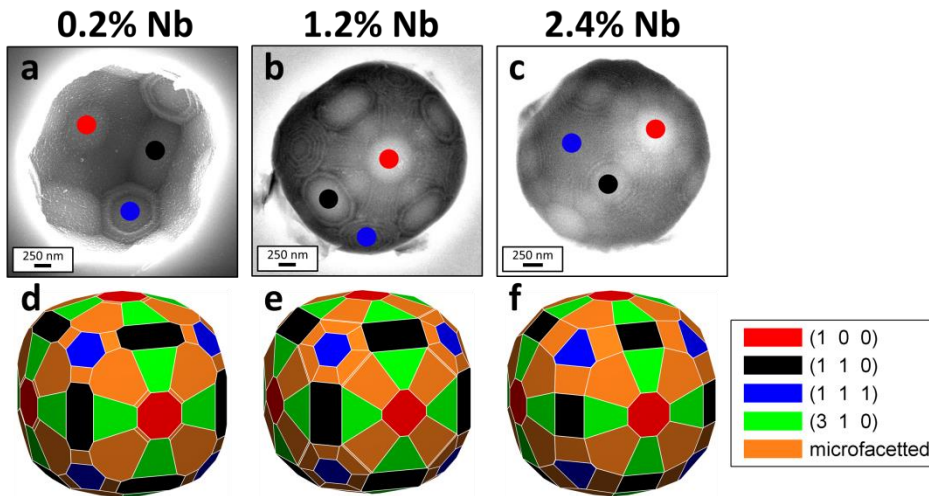 0.2% Nb 1.2% Nb 2.4% Nb
a b c
250 nm 250 nm 250 nm
d e f
(1 0 0)
(1 1 0)
(1 1 1)
(3 1 0)
microfacetted